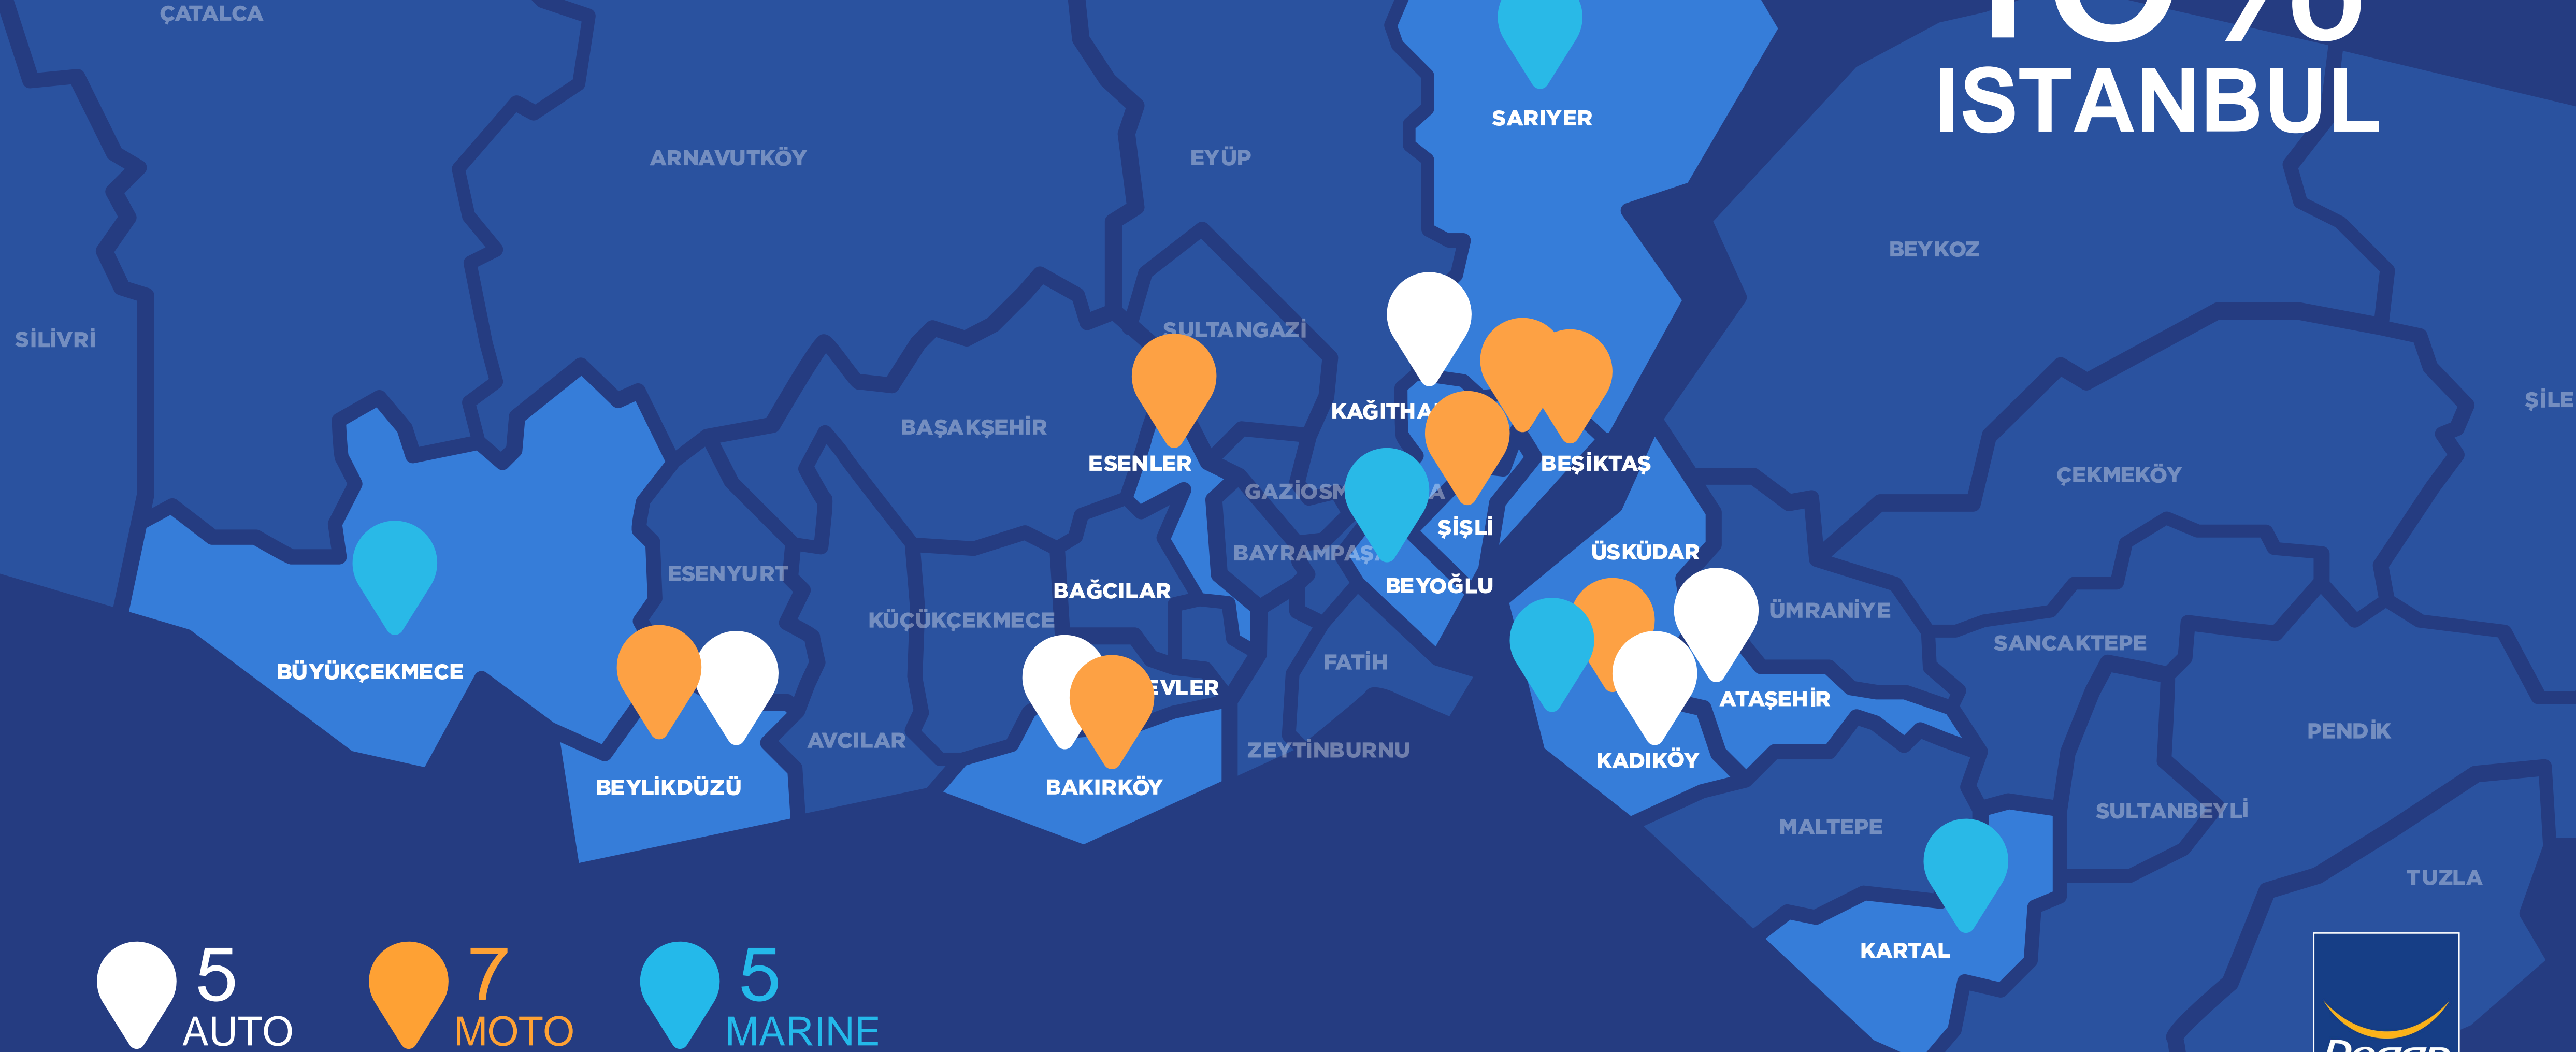 ÇATALCA
ISTANBUL
SARIYER
ARNAVUTKÖY
EYÜP
BEYKOZ
SİLİVRİ
SULTANGAZİ
ŞİLE
KAĞITHA
BAŞAKŞEHİR
ESENLER
BEŞİKTAŞ
ÇEKMEKÖY
GAZİOSM
ŞİŞLİ
BAYRAMPAŞA
ÜSKÜDAR
ESENYURT
BAĞCILAR
BEYOĞLU
KÜÇÜKÇEKMECE
ÜMRANİYE
SANCAKTEPE
FATİH
BÜYÜKÇEKMECE
EVLER
ATAŞEHİR
PENDİK
AVCILAR
ZEYTİNBURNU
KADIKÖY
BEYLİKDÜZÜ
BAKIRKÖY
SULTANBEYLİ
MALTEPE
TUZLA
KARTAL
5 AUTO
7 MOTO
5 MARINE